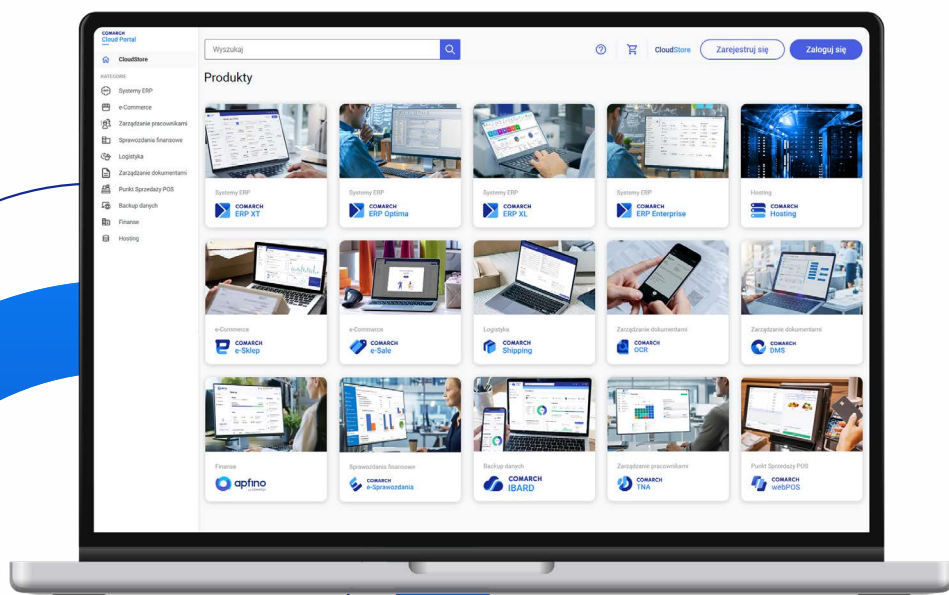 COMARCH
Cloud Portal
CloudStore
KATEGORIE
Systemy ERP
e-Commerce
Zarządzanie pracownikami
Sprawozdania finansowe
Logistyka
Zarządzanie dokumentami
Punkt Sprzedaży POS
Backup danych
Finanse
Hosting
Wyszukaj
CloudStore
Zarejestruj się
Zaloguj się
Produkty
Systemy ERP
COMARCH
ERP XT
Systemy ERP
COMARCH
ERP Optima
Systemy ERP
COMARCH
ERP XL
Systemy ERP
COMARCH
ERP Enterprise
Hosting
COMARCH
Hosting
e-Commerce
COMARCH
e-Sklep
e-Commerce
COMARCH
e-Sale
Logistyka
COMARCH
Shipping
Zarządzanie dokumentami
COMARCH
OCR
Zarządzanie dokumentami
COMARCH
DMS
Finanse
apfino
Sprawozdania finansowe
COMARCH
e-Sprawozdania
Backup danych
COMARCH
IBARD
Zarządzanie pracownikami
COMARCH
TNA
Punkt Sprzedaży POS
COMARCH
webPOS